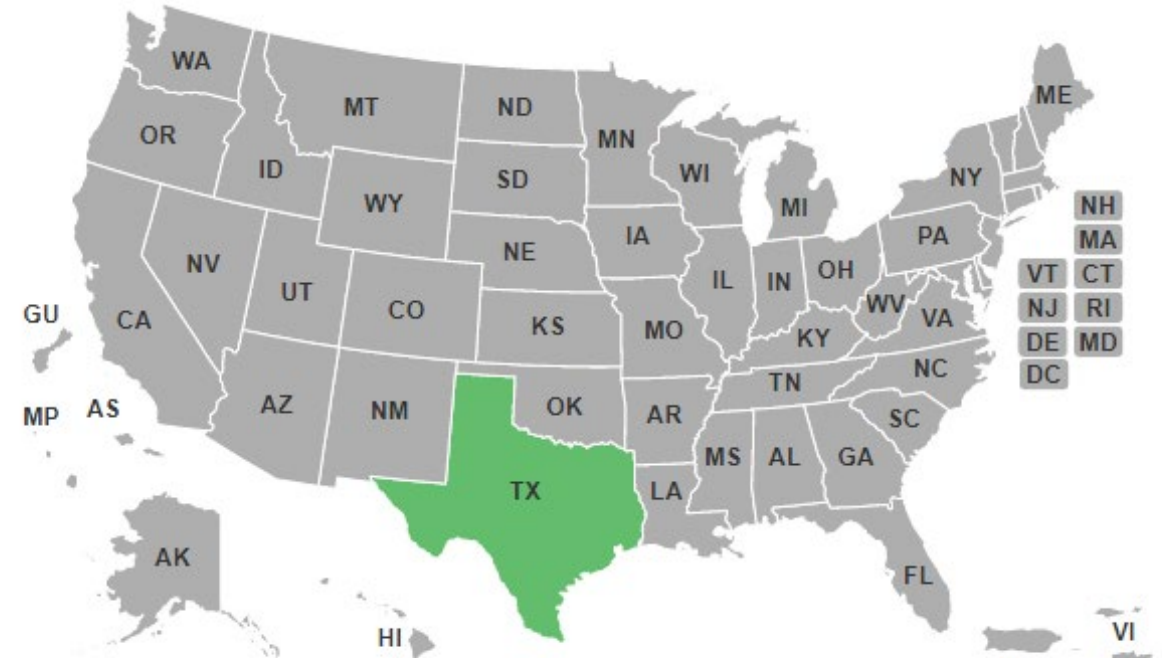 WA
OR
CA
NV
ID
MT
WY
UT
AZ
CO
NM
ND
SD
NE
KS
OK
TX
MN
IA
MO
AR
LA
WI
IL
MI
IN
OH
KY
TN
MS
AL
GA
FL
SC
NC
VA
WV
PA
NY
ME
NH
MA
VT CT
NJ RI
DE MD
DC
GU
MP AS
AK
HI
VI